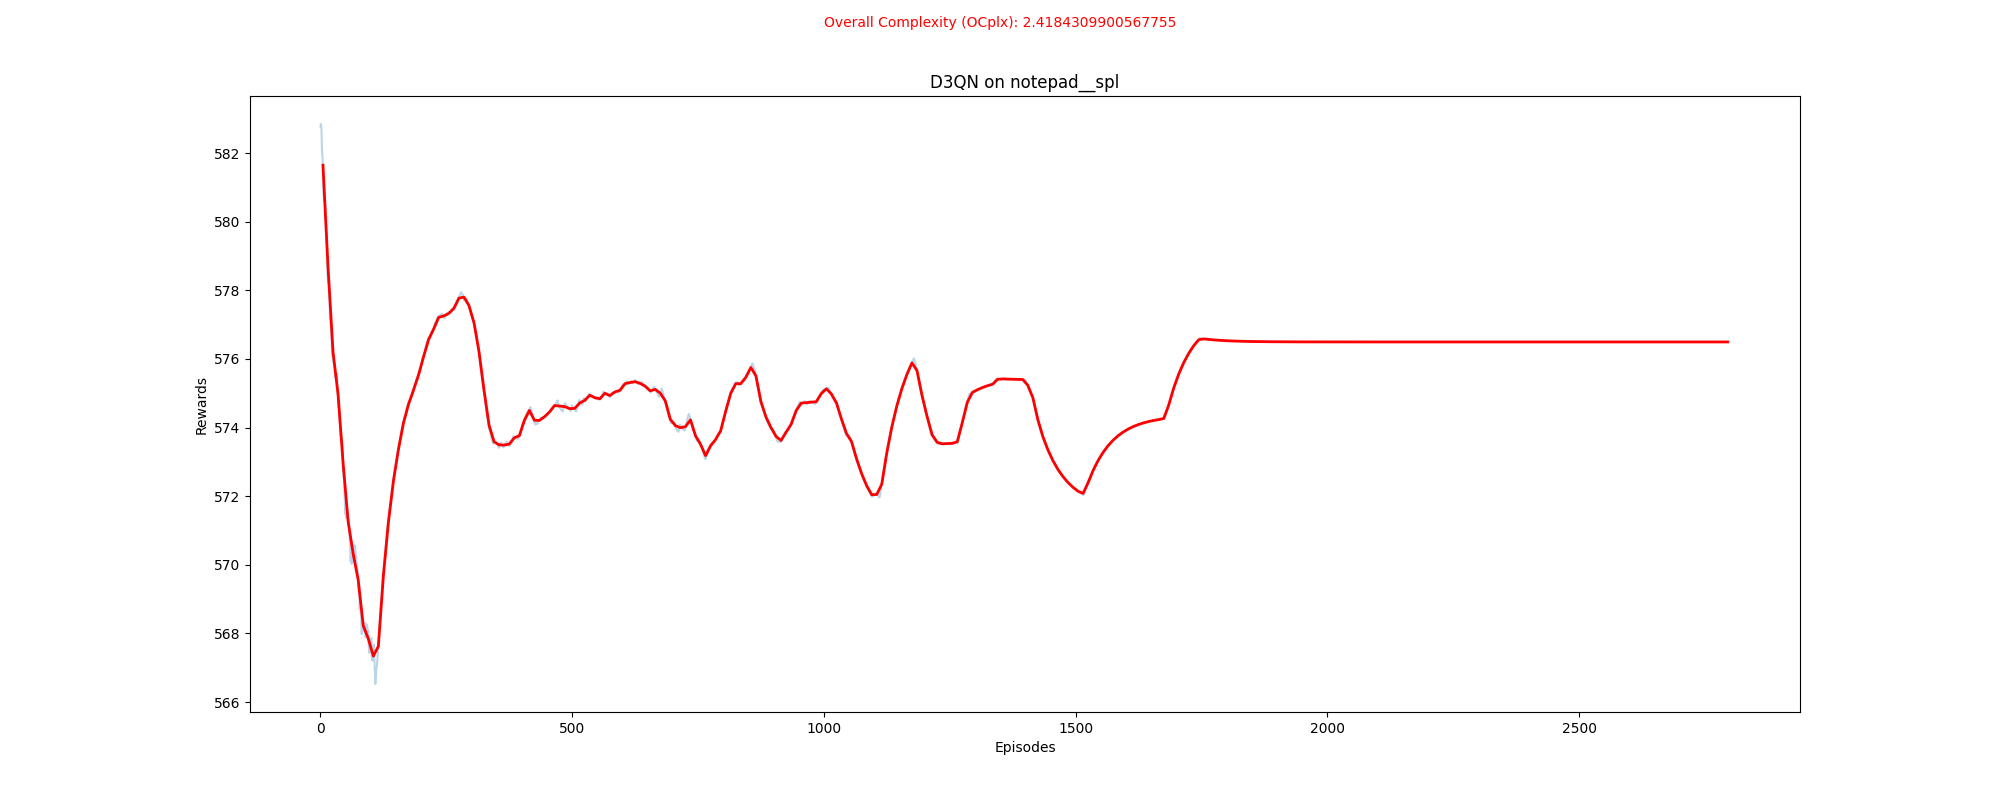 Overall Complexity (OCplx): 2.4184309900567755
D3QN on notepad__spl
Rewards
582
580
578
576
574
572
570
568
566
0 500 1000 1500 2000 2500
Episodes